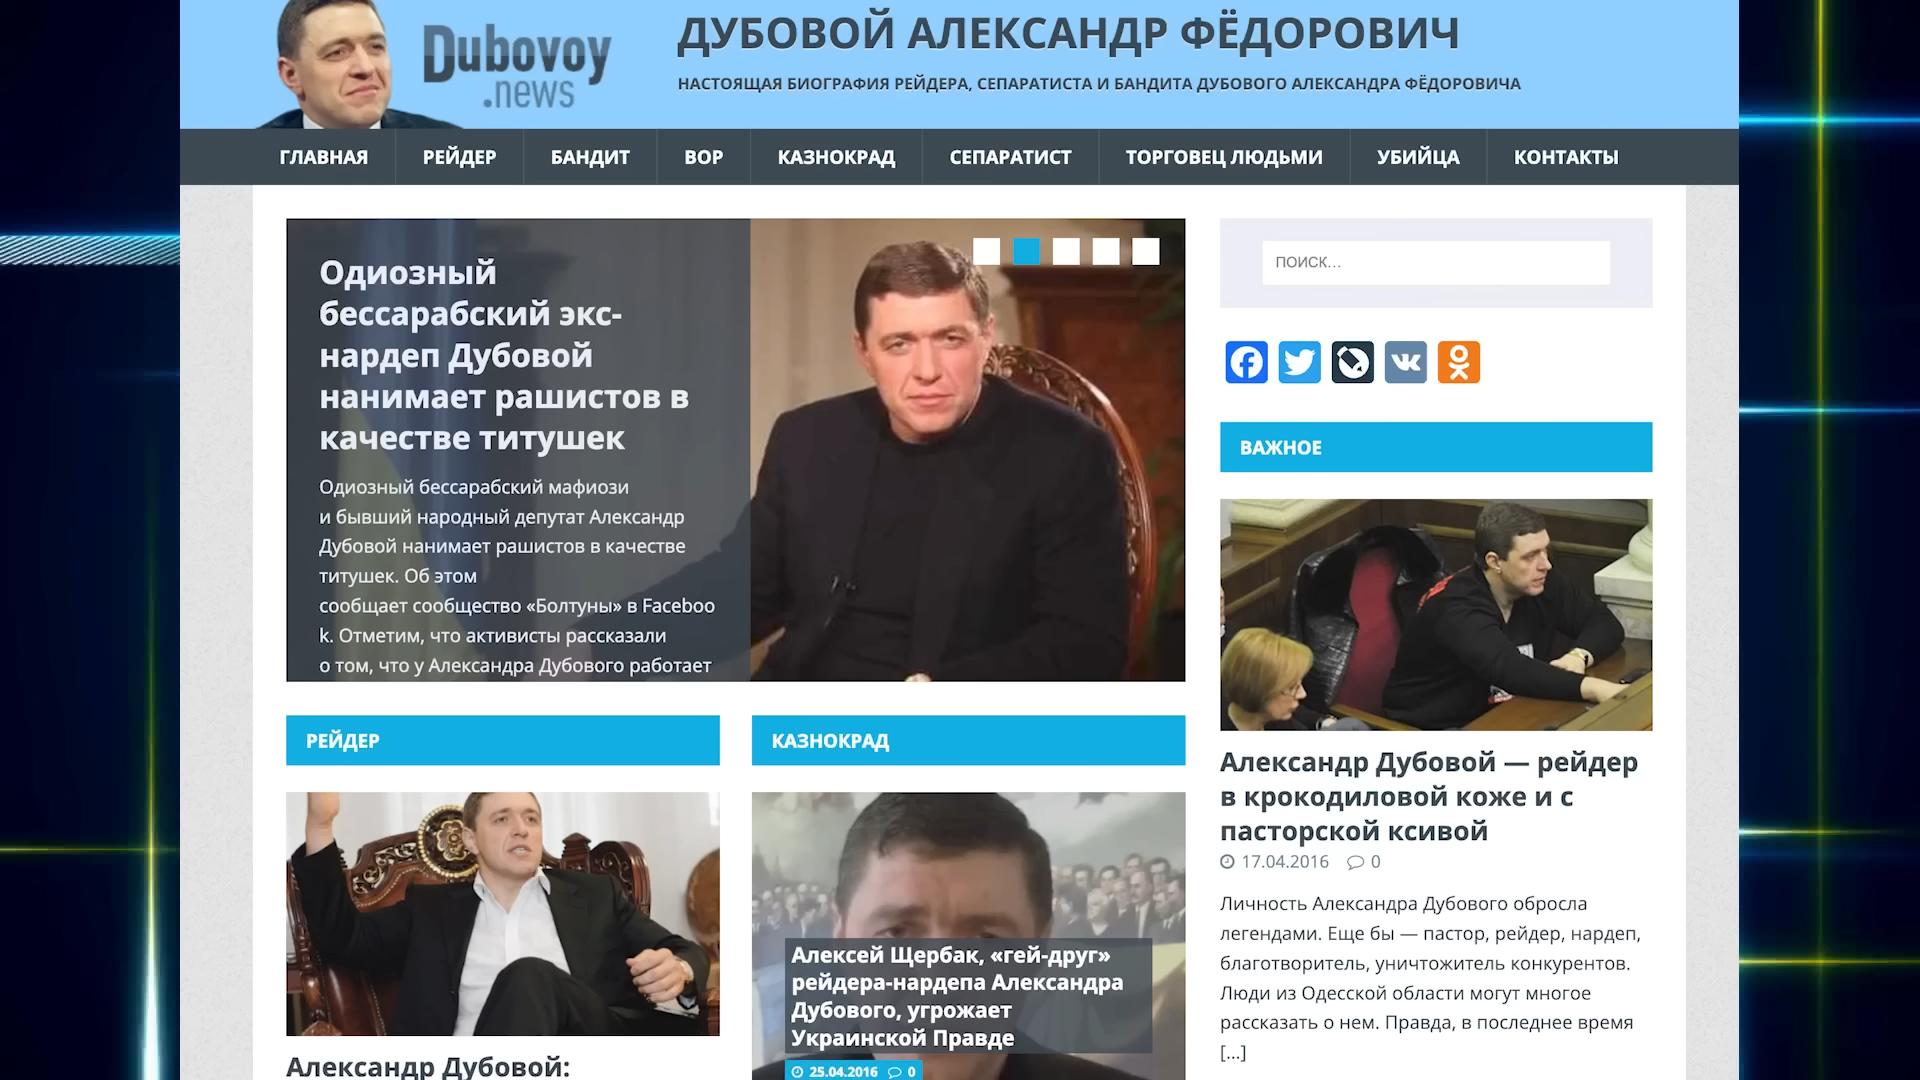 Dubovoy
.news
ДУБОВОЙ АЛЕКСАНДР ФЁДОРОВИЧ
НАСТОЯЩАЯ БИОГРАФИЯ РЕЙДЕРА, СЕПАРАТИСТА И БАНДИТА ДУБОВОГО АЛЕКСАНДРА ФЁДОРОВИЧА
ГЛАВНАЯ РЕЙДЕР БАНДИТ ВОР КАЗНОКРАД СЕПАРАТИСТ ТОРГОВЕЦ ЛЮДЬМИ УБИЙЦА КОНТАКТЫ
Одиозный
бессарабский экс-
нардеп Дубовой
нанимает рашистов в
качестве титушек
Одиозный бессарабский мафиози
и бывший народный депутат Александр
Дубовой нанимает рашистов в качестве
титушек. Об этом
сообщает сообщество «Болтуны» в Faceboo
k. Отметим, что активисты рассказали
о том, что у Александра Дубового работает
РЕЙДЕР
Александр Дубовой:
КАЗНОКРАД
Алексей Щербак, «гей-друг»
рейдера-нардепа Александра
Дубового, угрожает
Украинской Правде
25.04.2016 0
ПОИСК...
ВАЖНОЕ
Александр Дубовой — рейдер
в крокодиловой коже и с
пасторской ксивой
17.04.2016 0
Личность Александра Дубового обросла
легендами. Еще бы — пастор, рейдер, нардеп,
благотворитель, уничтожитель конкурентов.
Люди из Одесской области могут многое
рассказать о нем. Правда, в последнее время
[...]